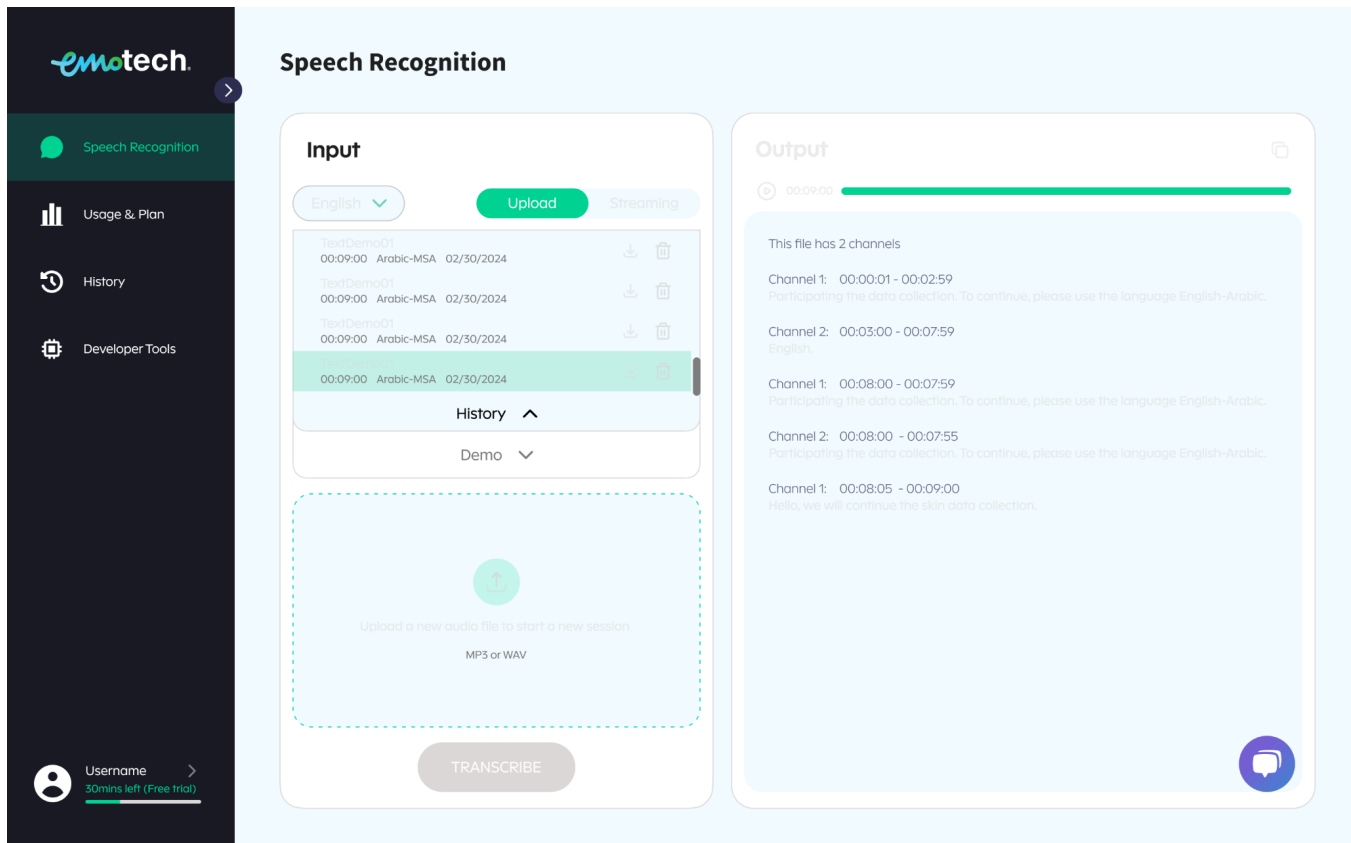 emotech.
Speech Recognition
Usage & Plan
History
Developer Tools
Username
30mins left (Free trial)
Speech Recognition
Input
English
Upload
Streaming
TextDemo01
00:09:00 Arabic-MSA 02/30/2024
TextDemo01
00:09:00 Arabic-MSA 02/30/2024
TextDemo01
00:09:00 Arabic-MSA 02/30/2024
00:09:00 Arabic-MSA 02/30/2024
History
Demo
Upload a new audio file to start a new session
MP3 or WAV
TRANSCRIBE
Output
00:09:00
This file has 2 channels
Channel 1: 00:00:01 - 00:02:59
Participating the data collection. To continue, please use the language English-Arabic.
Channel 2: 00:03:00 - 00:07:59
English.
Channel 1: 00:08:00 - 00:07:59
Participating the data collection. To continue, please use the language English-Arabic.
Channel 2: 00:08:00 - 00:07:55
Participating the data collection. To continue, please use the language English-Arabic.
Channel 1: 00:08:05 - 00:09:00
Hello, we will continue the skin data collection.